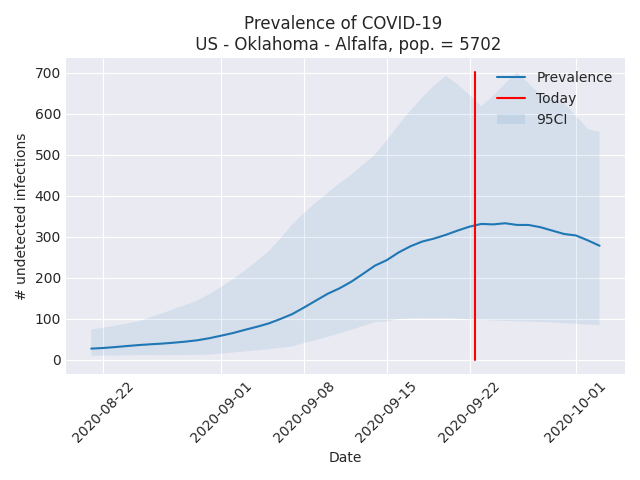 Prevalence of COVID-19
US - Oklahoma - Alfalfa, pop. = 5702
700
600
500
400
300
200
100
0
# undetected infections
Prevalence
Today
95CI
2020-08-22
2020-09-01
2020-09-08
2020-09-15
2020-09-22
2020-10-01
Date